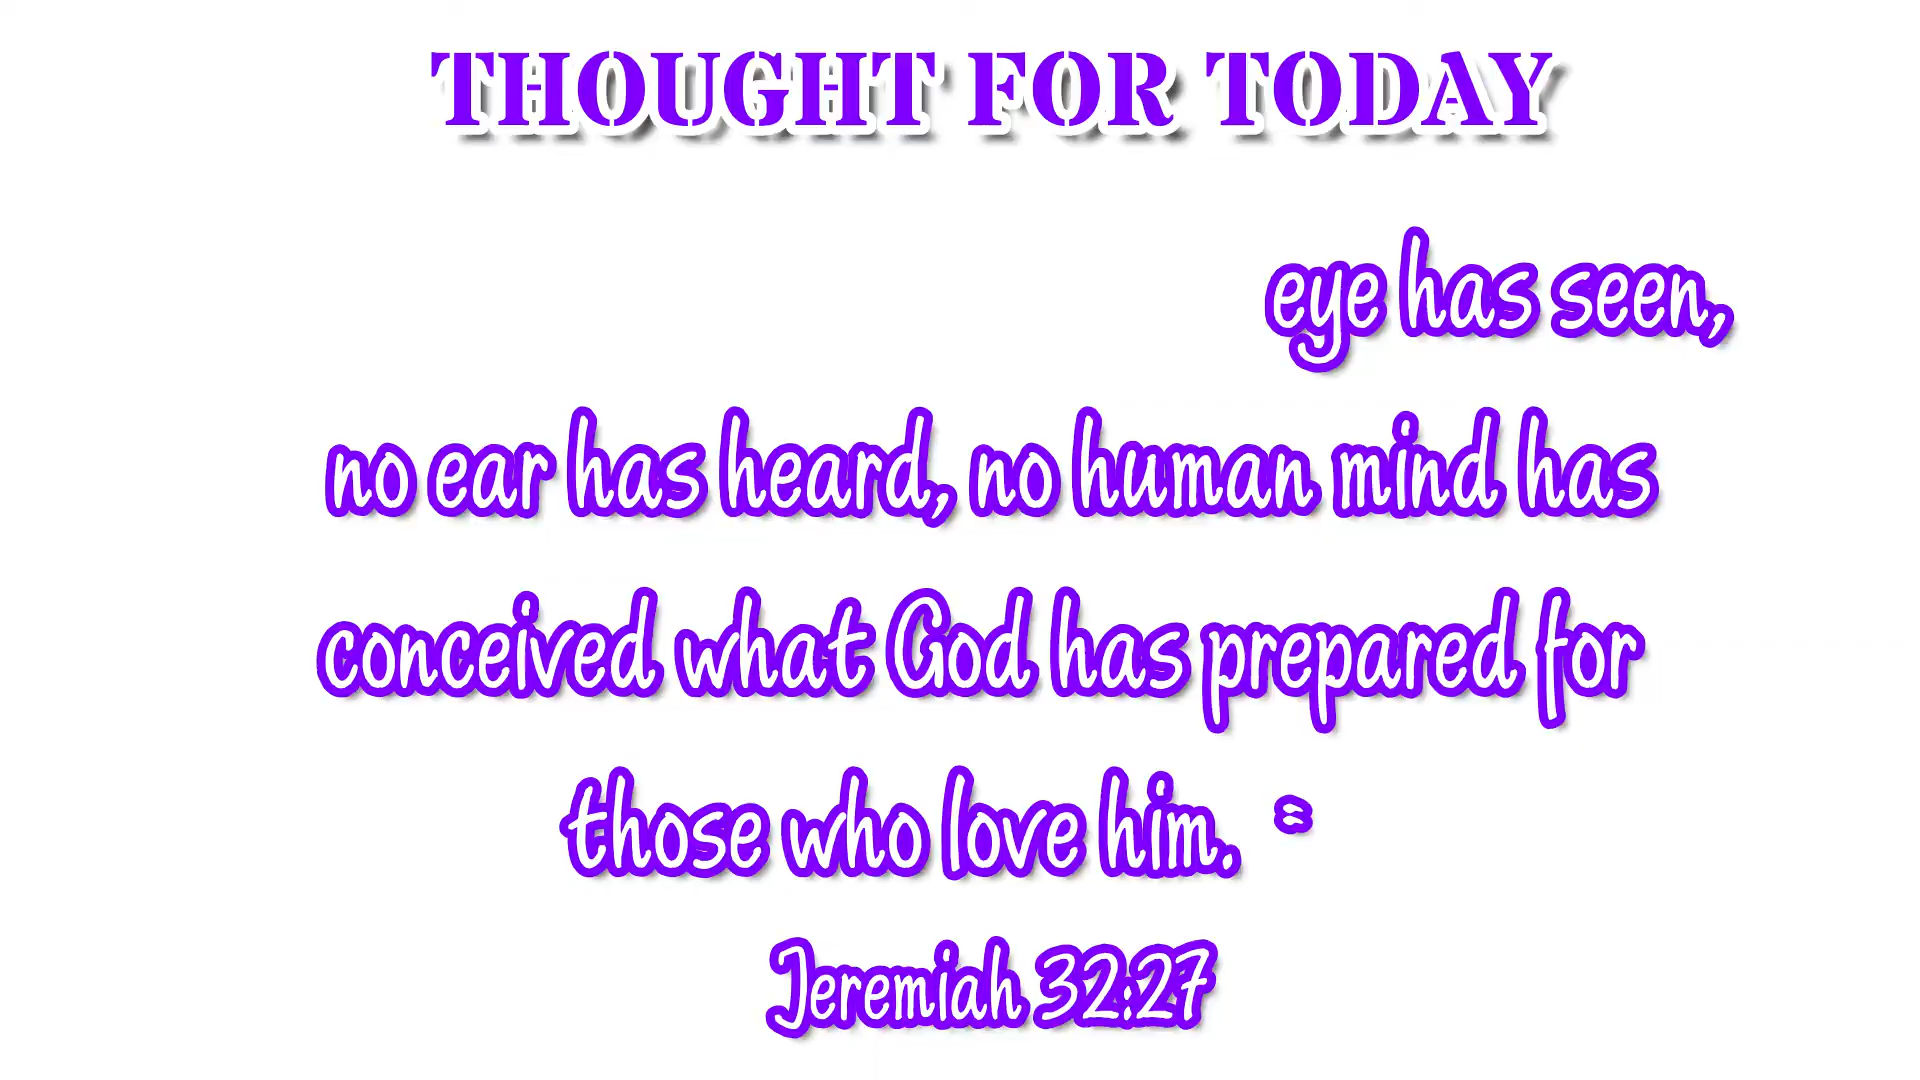 THOUGHT FOR TODAY
eye has seen,
no ear has heard, no human mind has
conceived what God has prepared for
those who love him. =
Jeremiah 32:27